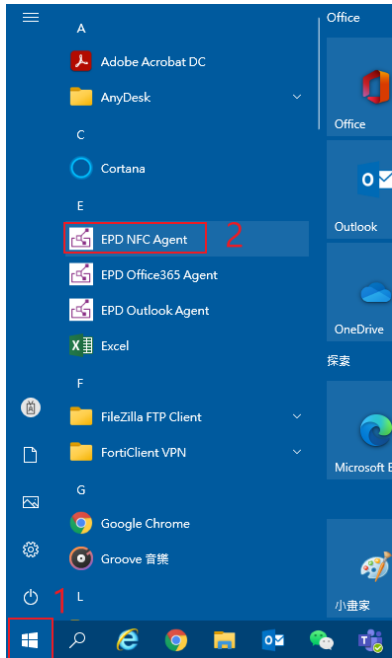 Office
A
Adobe Acrobat DC
AnyDesk
Office
C
Cortana
E
Outlook
EPD NFC Agent
2
EPD Office365 Agent
EPD Outlook Agent
OneDrive
Excel
探索
F
FileZilla FTP Client
FortiClient VPN
Microsoft E
G
Google Chrome
Groove 音樂
1
L
小畫家